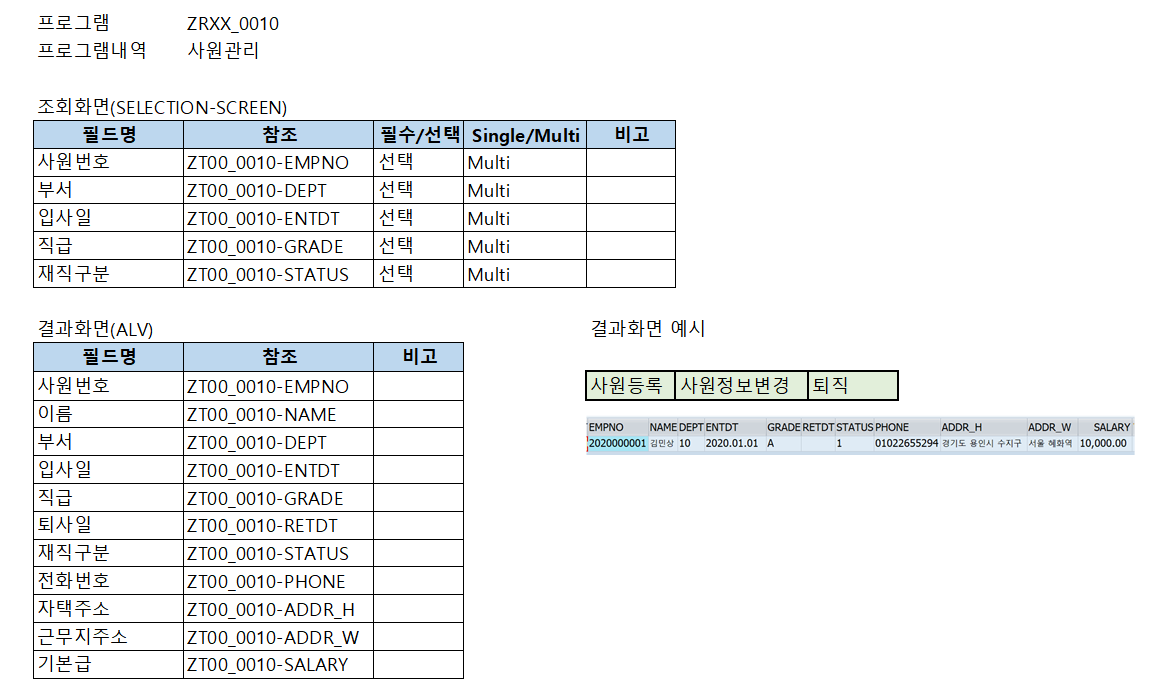 프로그램 ZRXX_0010
프로그램내역 사원관리
조회화면(SELECTION-SCREEN)
필드명 참조 필수/선택 Single/Multi 비고
사원번호 ZT00_0010-EMPNO 선택 Multi
부서 ZT00_0010-DEPT 선택 Multi
입사일 ZT00_0010-ENTDT 선택 Multi
직급 ZT00_0010-GRADE 선택 Multi
재직구분 ZT00_0010-STATUS 선택 Multi
결과화면(ALV)
필드명 참조 비고
사원번호 ZT00_0010-EMPNO
이름 ZT00_0010-NAME
부서 ZT00_0010-DEPT
입사일 ZT00_0010-ENTDT
직급 ZT00_0010-GRADE
퇴사일 ZT00_0010-RETDT
재직구분 ZT00_0010-STATUS
전화번호 ZT00_0010-PHONE
자택주소 ZT00_0010-ADDR_H
근무지주소 ZT00_0010-ADDR_W
기본급 ZT00_0010-SALARY
결과화면 예시
사원등록 사원정보변경 퇴직
EMPNO NAME DEPT ENTDT GRADE RETDT STATUS PHONE ADDR_H ADDR_W SALARY
2020000001 김민상 10 2020.01.01 A 1 01022655294 경기도 용인시 수지구 서울 혜화역 10,000.00